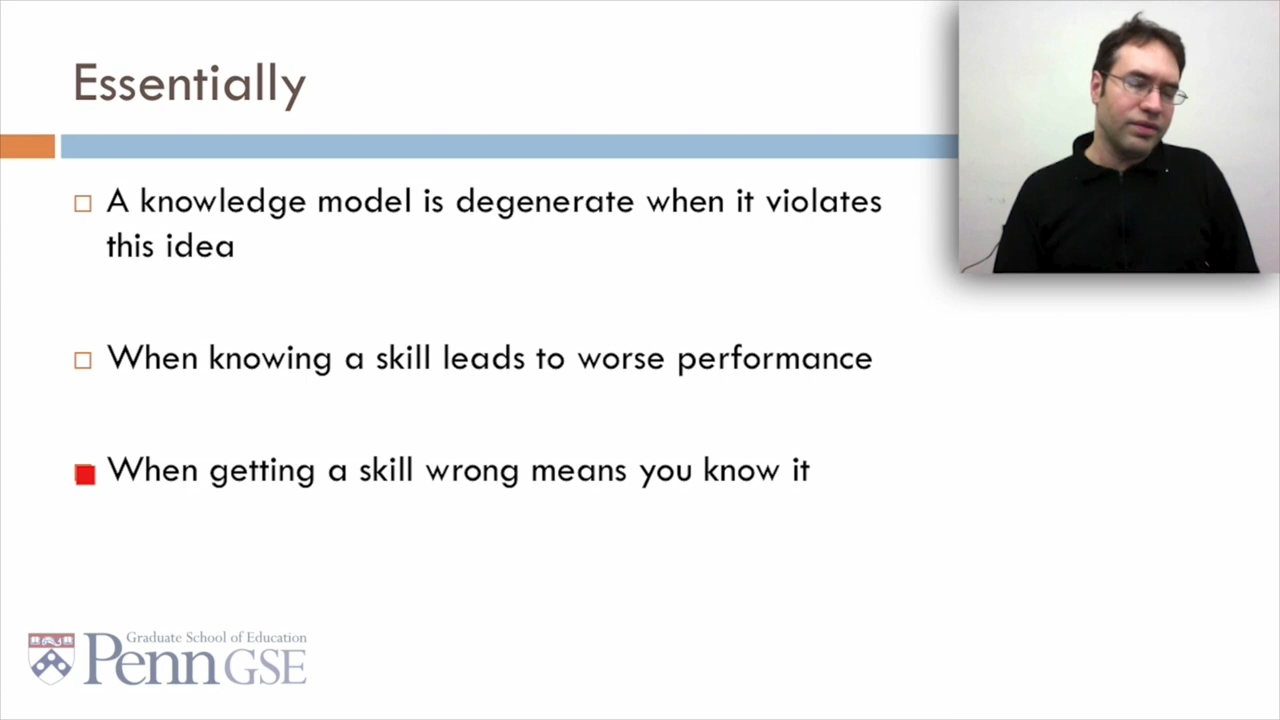 Essentially
A knowledge model is degenerate when it violates
this idea
When knowing a skill leads to worse performance
When getting a skill wrong means you know it
Graduate School of Education
Penn GSE